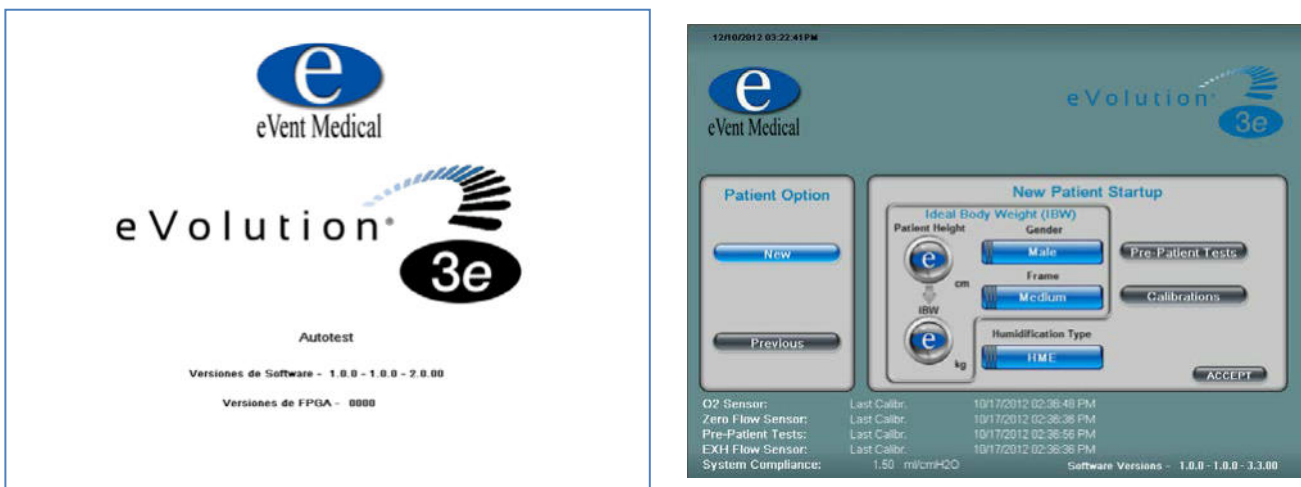 e
eVent Medical
eVolution®
3e
Autotest
Versiones de Software - 1.0.0 - 1.0.0 - 2.0.00
Versiones de FPGA - 0000
12/10/2012 03:22:41 PM
e
eVent Medical
eVolution®
3e
Patient Option
New
Previous
New Patient Startup
Ideal Body Weight (IBW)
Patient Height
Gender
e
cm
Male
Frame
Medium
IBW
e
kg
Humidification Type
HME
Pre-Patient Tests
Calibrations
ACCEPT
O2 Sensor: Last Calibr. 10/17/2012 02:36:48 PM
Zero Flow Sensor: Last Calibr. 10/17/2012 02:36:36 PM
Pre-Patient Tests: Last Calibr. 10/17/2012 02:36:56 PM
EXH Flow Sensor: Last Calibr. 10/17/2012 02:36:36 PM
System Compliance: 1.50 ml/cmH2O
Software Versions - 1.0.0 - 1.0.0 - 3.3.00